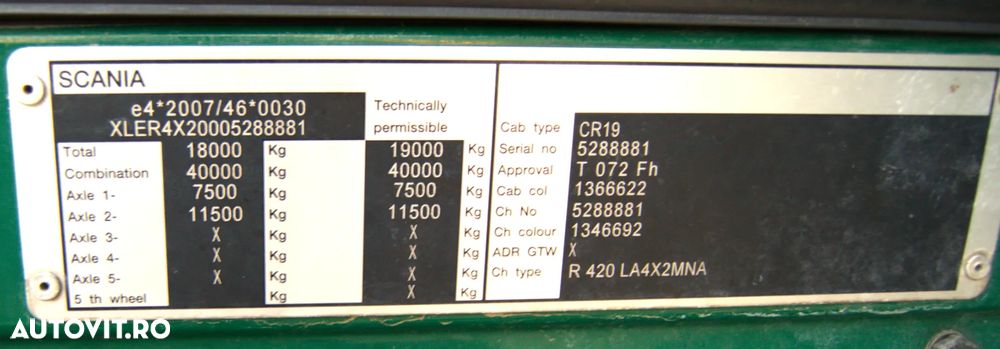 SCANIA
e4*2007/46*0030
XLER4X20005288881
Technically
permissible
Total 18000 Kg 19000 Kg
Combination 40000 Kg 40000 Kg
Axle 1- 7500 Kg 7500 Kg
Axle 2- 11500 Kg 11500 Kg
Axle 3- X Kg X Kg
Axle 4- X Kg X Kg
Axle 5- X Kg X Kg
5 th wheel Kg X Kg
Cab type CR19
Serial no 5288881
Approval T 072 Fh
Cab col 1366622
Ch No 5288881
Ch colour 1346692
ADR GTW X
Ch type R 420 LA4X2MNA
AUTOVIT.RO